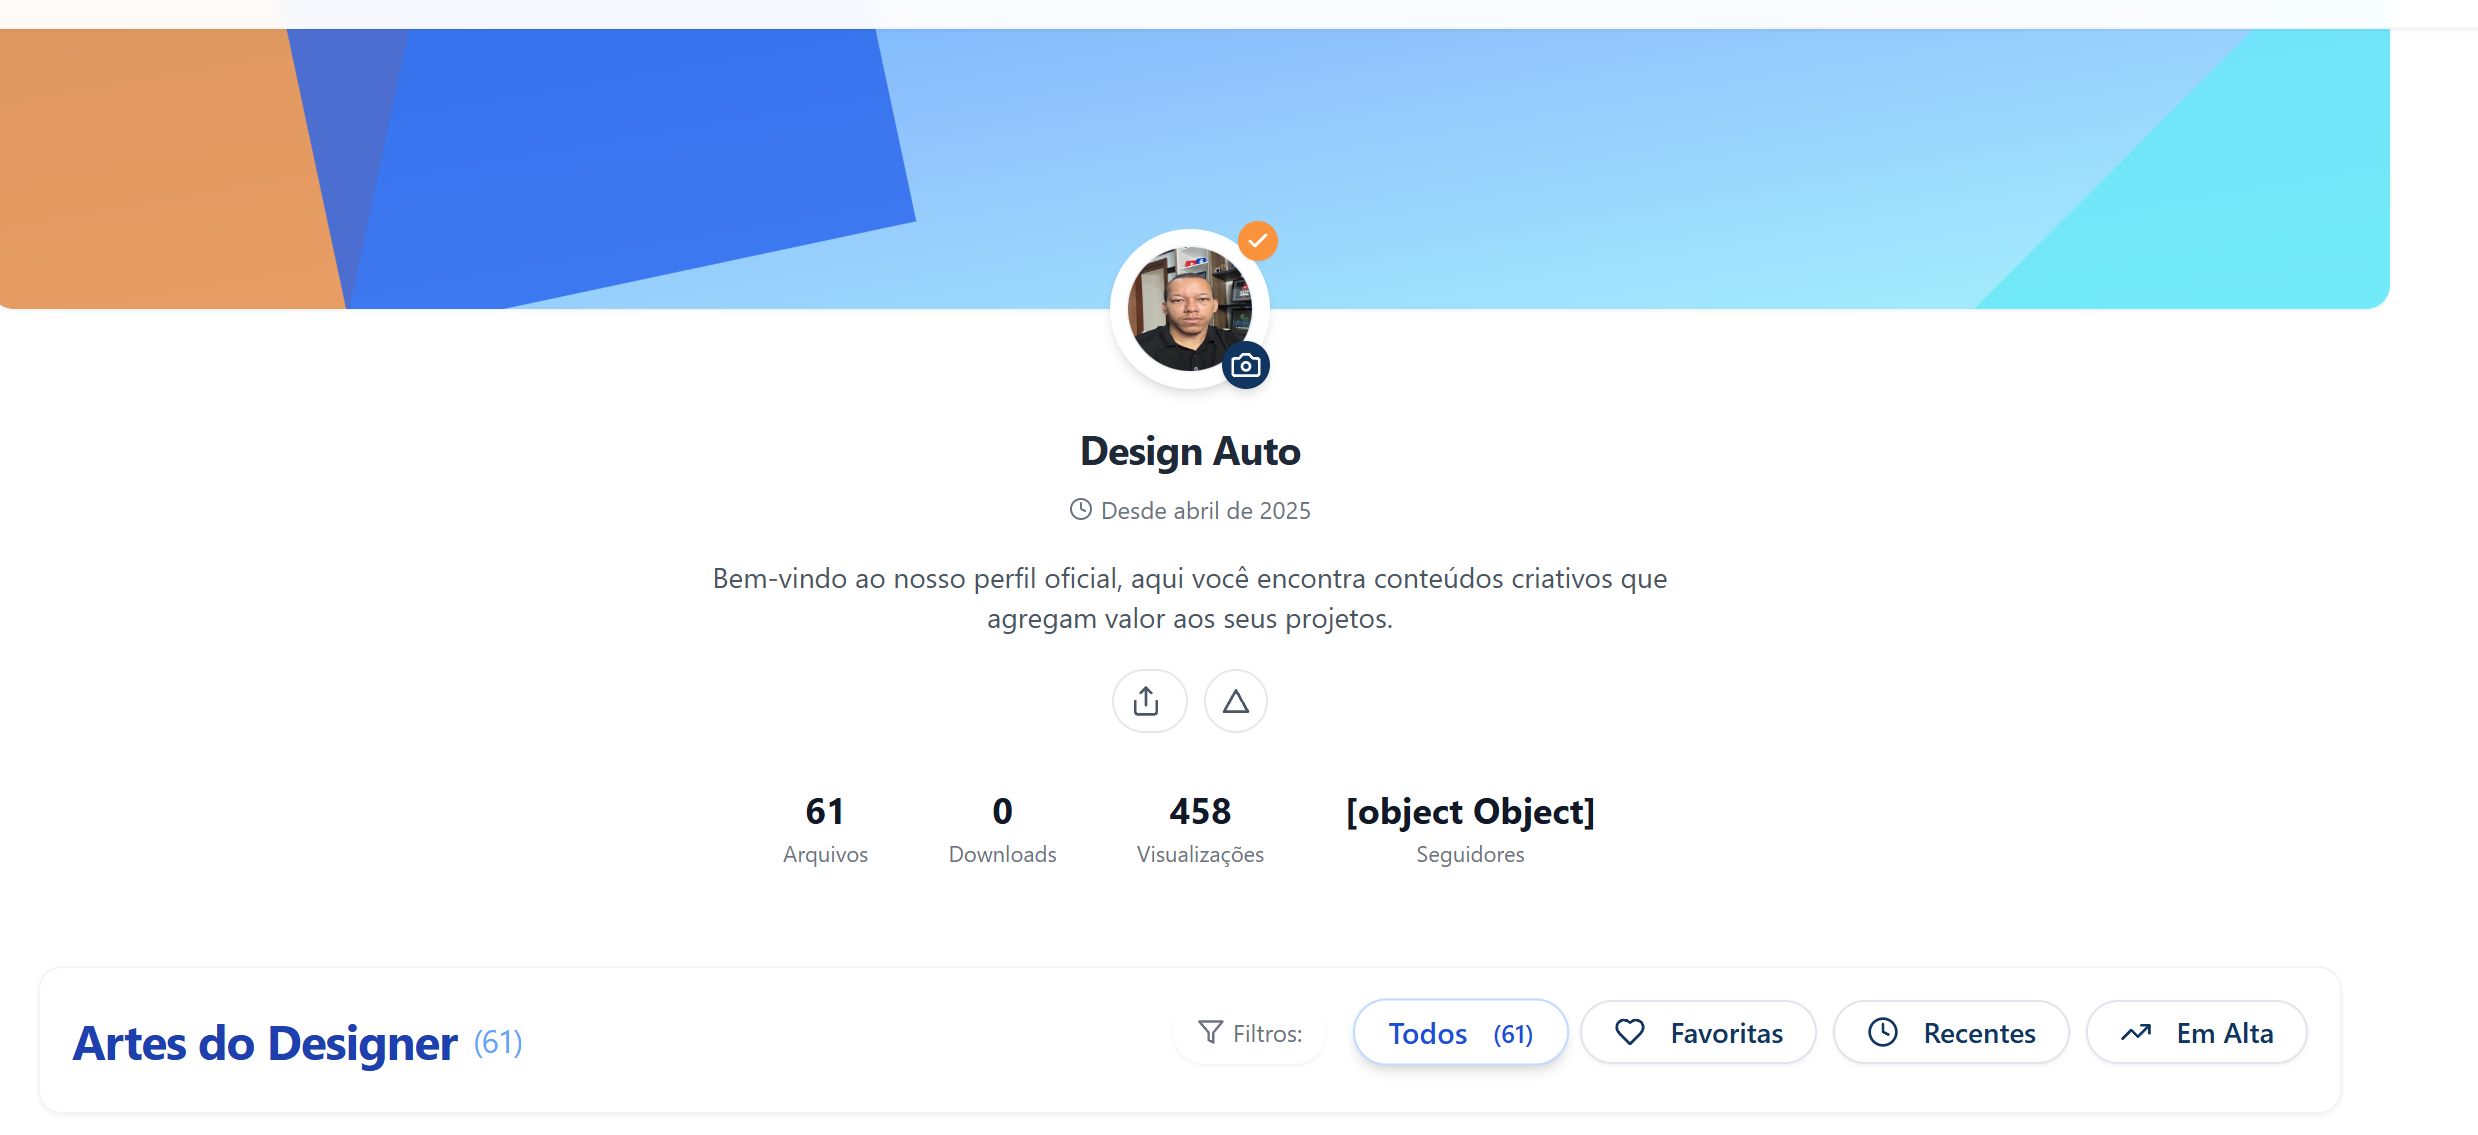 Design Auto
Desde abril de 2025
Bem-vindo ao nosso perfil oficial, aqui você encontra conteúdos criativos que
agregam valor aos seus projetos.
61 0 458 [object Object]
Arquivos Downloads Visualizações Seguidores
Artes do Designer (61) Filtros: Todos (61) Favoritas Recentes Em Alta